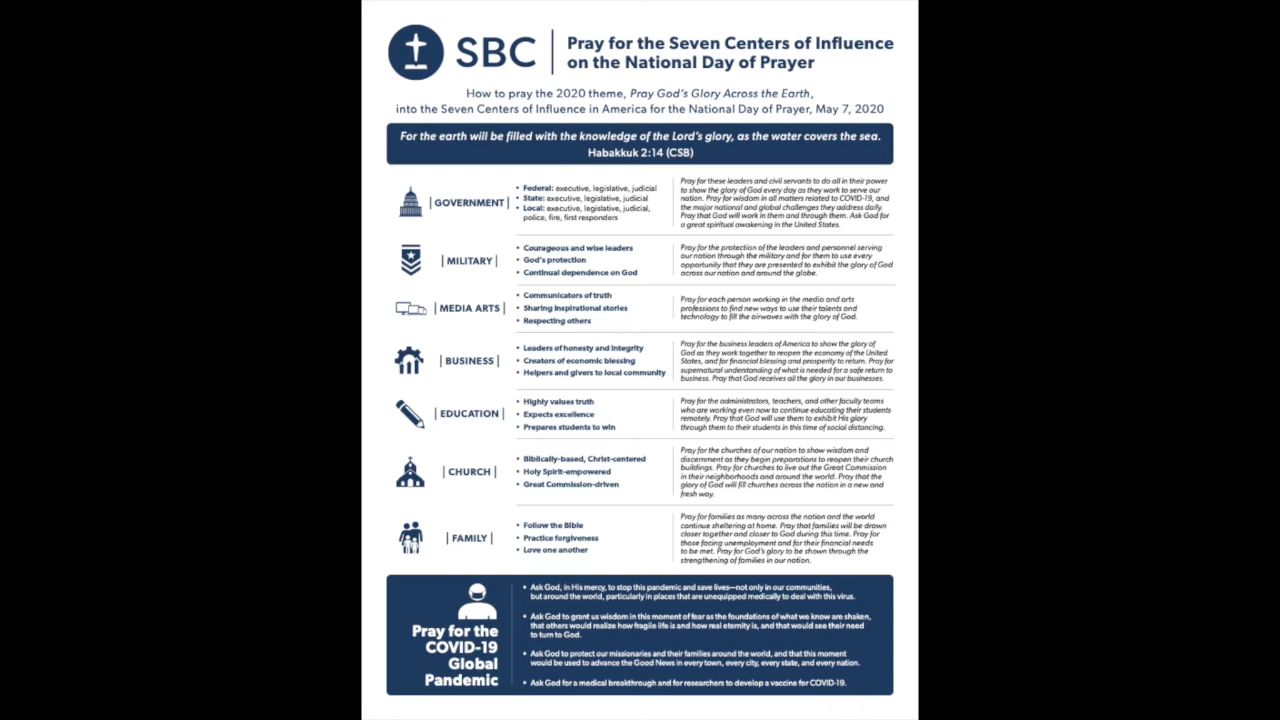 SBC
Pray for the Seven Centers of Influence
on the National Day of Prayer
How to pray the 2020 theme, Pray God's Glory Across the Earth,
into the Seven Centers of Influence in America for the National Day of Prayer, May 7, 2020
For the earth will be filled with the knowledge of the Lord's glory, as the water covers the sea.
Habakkuk 2:14 (CSB)
| GOVERNMENT |
• Federal: executive, legislative, judicial
• State: executive, legislative, judicial
• Local: executive, legislative, judicial,
police, fire, first responders
Pray for these leaders and civil servants to do all in their power
to show the glory of God every day as they work to serve our
nation. Pray for wisdom in all matters related to COVID-19, and
the major national and global challenges they address daily.
Pray that God will work in them and through them. Ask God for
a great spiritual awakening in the United States.
| MILITARY |
• Courageous and wise leaders
• God's protection
• Continual dependence on God
Pray for the protection of the leaders and personnel serving
our nation through the military and for them to use every
opportunity that they are presented to exhibit the glory of God
across our nation and around the globe.
| MEDIA ARTS |
• Communicators of truth
• Sharing inspirational stories
• Respecting others
Pray for each person working in the media and arts
professions to find new ways to use their talents and
technology to fill the airwaves with the glory of God.
| BUSINESS |
• Leaders of honesty and integrity
• Creators of economic blessing
• Helpers and givers to local community
Pray for the business leaders of America to show the glory of
God as they work together to reopen the economy of the United
States, and for financial blessing and prosperity to return. Pray for
supernatural understanding of what is needed for a safe return to
business. Pray that God receives all the glory in our businesses.
| EDUCATION |
• Highly values truth
• Expects excellence
• Prepares students to win
Pray for the administrators, teachers, and other faculty teams
who are working even now to continue educating their students
remotely. Pray that God will use them to exhibit His glory
through them to their students in this time of social distancing.
| CHURCH |
• Biblically-based, Christ-centered
• Holy Spirit-empowered
• Great Commission-driven
Pray for the churches of our nation to show wisdom and
discernment as they begin preparations to reopen their church
buildings. Pray for churches to live out the Great Commission
in their neighborhoods and around the world. Pray that the
glory of God will fill churches across the nation in a new and
fresh way.
| FAMILY |
• Follow the Bible
• Practice forgiveness
• Love one another
Pray for families as many across the nation and the world
continue sheltering at home. Pray that families will be drawn
closer together and closer to God during this time. Pray for
those facing unemployment and for their financial needs
to be met. Pray for God's glory to be shown through the
strengthening of families in our nation.
Pray for the
COVID-19
Global
Pandemic
• Ask God, in His mercy, to stop this pandemic and save lives—not only in our communities,
but around the world, particularly in places that are unequipped medically to deal with this virus.
• Ask God to grant us wisdom in this moment of fear as the foundations of what we know are shaken,
that others would realize how fragile life is and how real eternity is, and that would see their need
to turn to God.
• Ask God to protect our missionaries and their families around the world, and that this moment
would be used to advance the Good News in every town, every city, every state, and every nation.
• Ask God for a medical breakthrough and for researchers to develop a vaccine for COVID-19.